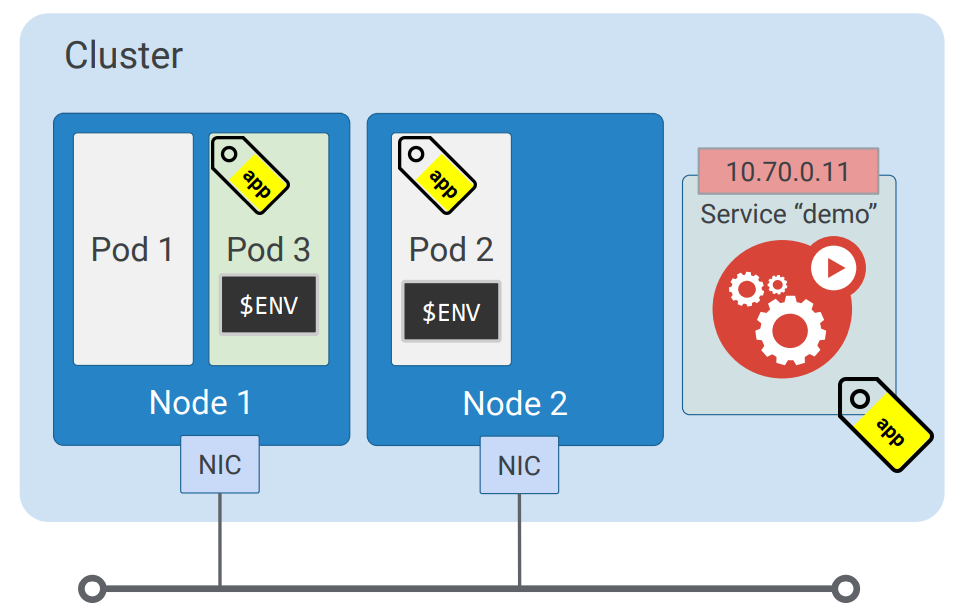 Cluster
app
app
10.70.0.11
Service “demo”
Pod 1
Pod 3
Pod 2
$ENV
$ENV
Node 1
Node 2
app
NIC
NIC